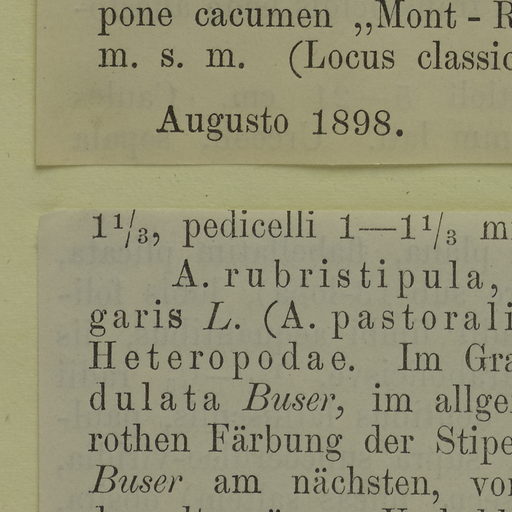 pone cacumen „Mont-R
m. s. m. (Locus classic
Augusto 1898.
1¹/₃, pedicelli 1—1¹/₃ m
A. rubristipula,
garis L. (A. pastorali
Heteropodae. Im Gra
dulata Buser, im allge
rothen Färbung der Stipe
Buser am nächsten, vo